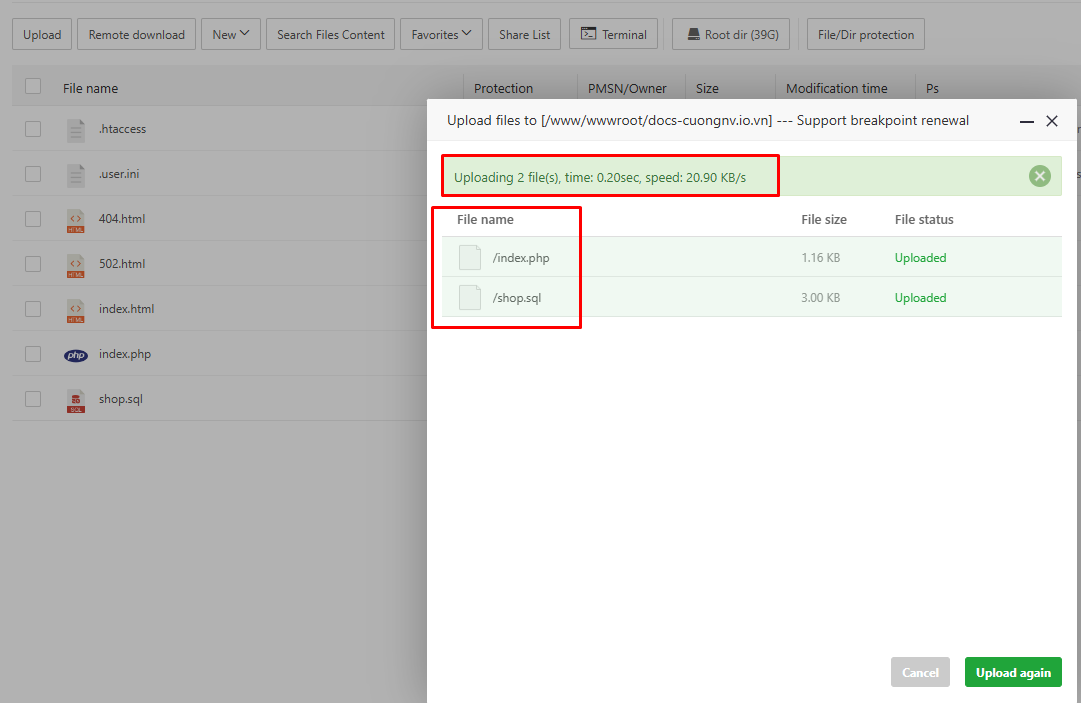 Upload Remote download New Search Files Content Favorites Share List Terminal Root dir (39G) File/Dir protection
File name Protection PMSN/Owner Size Modification time Ps
.htaccess
.user.ini
404.html
502.html
index.html
php index.php
SQL shop.sql
Upload files to [/www/wwwroot/docs-cuongnv.io.vn] --- Support breakpoint renewal
Uploading 2 file(s), time: 0.20sec, speed: 20.90 KB/s
File name File size File status
/index.php 1.16 KB Uploaded
/shop.sql 3.00 KB Uploaded
Cancel Upload again